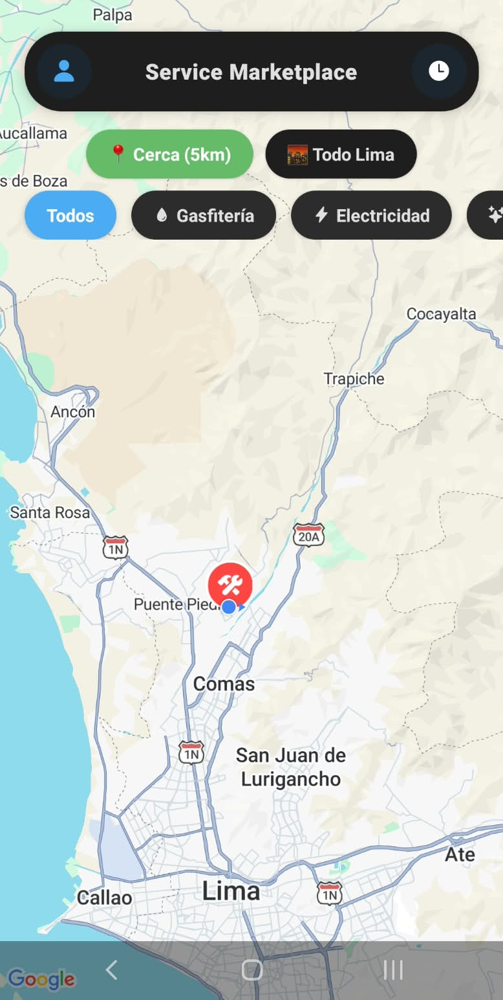 Palpa
Service Marketplace
Aucallama
Cerca (5km)
Todo Lima
s de Boza
Todos
Gasfitería
Electricidad
Cocayalta
Trapiche
Ancón
Santa Rosa
20A
1N
Puente Pied
Comas
1N
San Juan de
Lurigancho
Ate
Lima
Callao
1N
Google